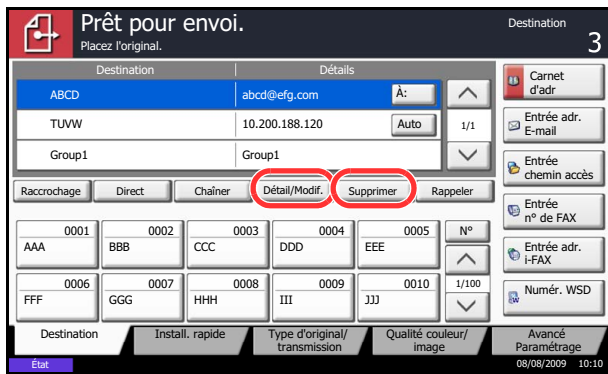 Prêt pour envoi.
Placez l'original.
Destination
3
Destination Détails
ABCD abcd@efg.com À:
TUVW 10.200.188.120 Auto 1/1
Group1 Group1
Raccrochage Direct Chaîner Détail/Modif. Supprimer Rappeler
0001 0002 0003 0004 0005 N°
AAA BBB CCC DDD EEE
0006 0007 0008 0009 0010 1/100
FFF GGG HHH III JJJ
Carnet
d'adr
Entrée adr.
E-mail
Entrée
chemin accès
Entrée
n° de FAX
Entrée adr.
i-FAX
Numér. WSD
Destination
Install. rapide
Type d'original/
transmission
Qualité couleur/
image
Avancé
Paramétrage
État 08/08/2009 10:10